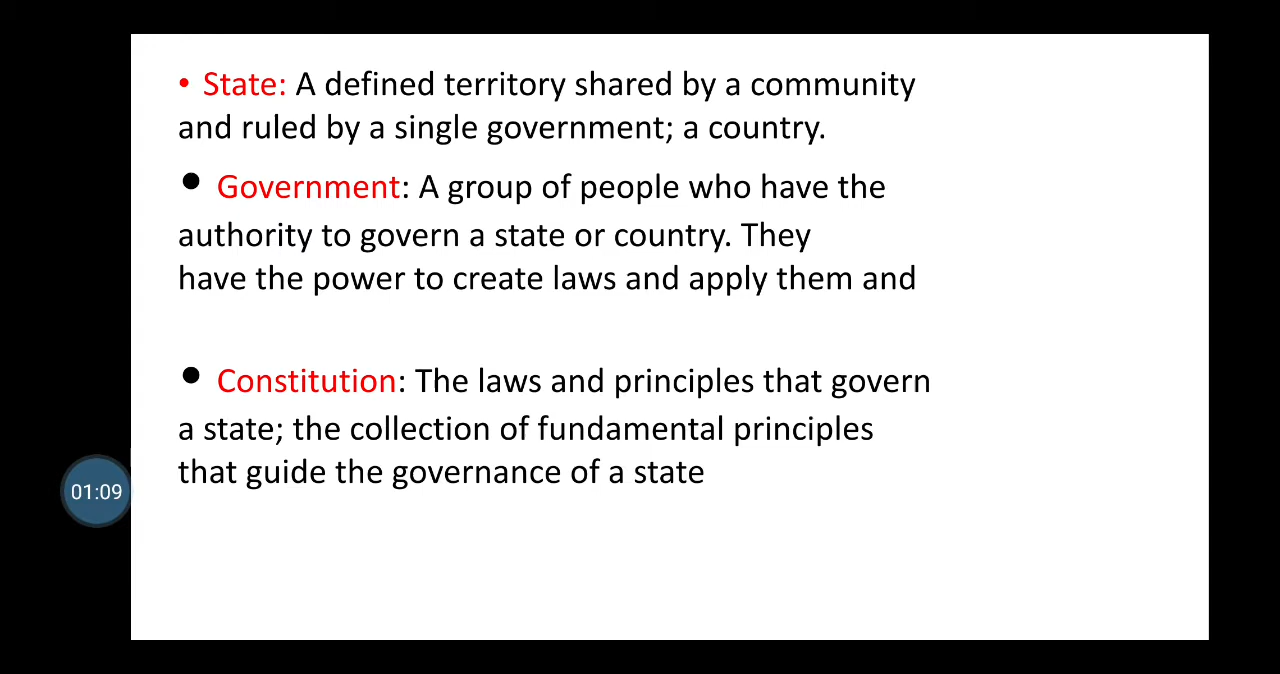 • State: A defined territory shared by a community
and ruled by a single government; a country.
• Government: A group of people who have the
authority to govern a state or country. They
have the power to create laws and apply them and
• Constitution: The laws and principles that govern
a state; the collection of fundamental principles
that guide the governance of a state
01:09